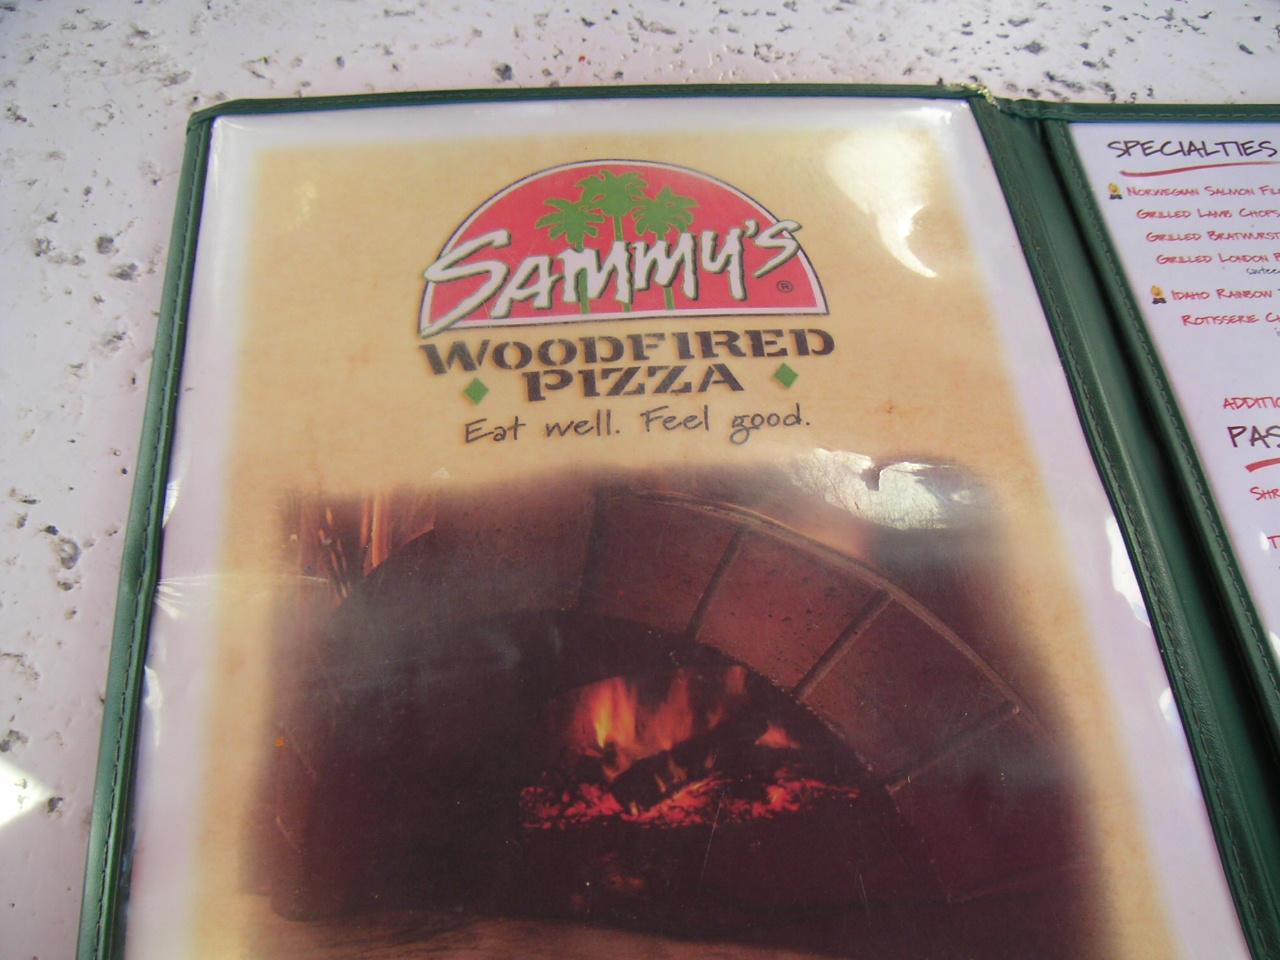 Sammy's
®
WOODFIRED
PIZZA
Eat well. Feel good.
SPECIALTIES
NORWEGIAN SALMON
GRILLED LAMB CHOPS
GRILLED BRATWURST
GRILLED LONDON
IDAHO RAINBOW
ROTISSERIE